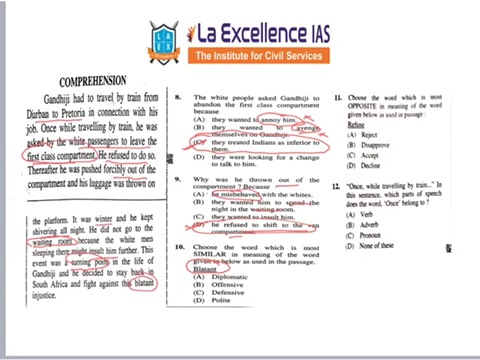 La Excellence IAS
LA
EX
EXCELLENCE
The Institute for Civil Services
COMPREHENSION
Gandhiji had to travel by train from
Durban to Pretoria in connection with his
job. Once while travelling by train, he was
asked by the white passengers to leave the
first class compartment. He refused to do so.
Thereafter he was pushed forcibly out of the
compartment and his luggage was thrown on
the platform. It was winter and he kept
shivering all night. He did not go to the
waiting room because the white men
sleeping there might insult him further. This
event was a turning point in the life of
Gandhiji and he decided to stay back in
South Africa and fight against this blatant
injustice.
8. The white people asked Gandhiji to
abandon the first class compartment
because
(A) they wanted to annoy him
(B) they wanted to avenge
themselves on Gandhiji
(C) they treated Indians as inferior to
them.
(D) they were looking for a change
to talk to him.
9. Why was he thrown out of the
compartment ? Because
(A) he misbehaved with the whites.
(B) they wanted him to spend the
night in the waiting room.
(C) they wanted to insult him.
(D) he refused to shift to the van
compartment.
10. Choose the word which is most
SIMILAR in meaning of the word
given in below as used in the passage.
Blatant
(A) Diplomatic
(B) Offensive
(C) Defensive
(D) Polite
11. Choose the word which is most
OPPOSITE in meaning of the word
given below as used in passage :
Refuse
(A) Reject
(B) Disapprove
(C) Accept
(D) Decline
12. "Once, while travelling by train..." In
this sentence, which parts of speech
does the word, 'Once' belong to ?
(A) Verb
(B) Adverb
(C) Pronoun
(D) None of these